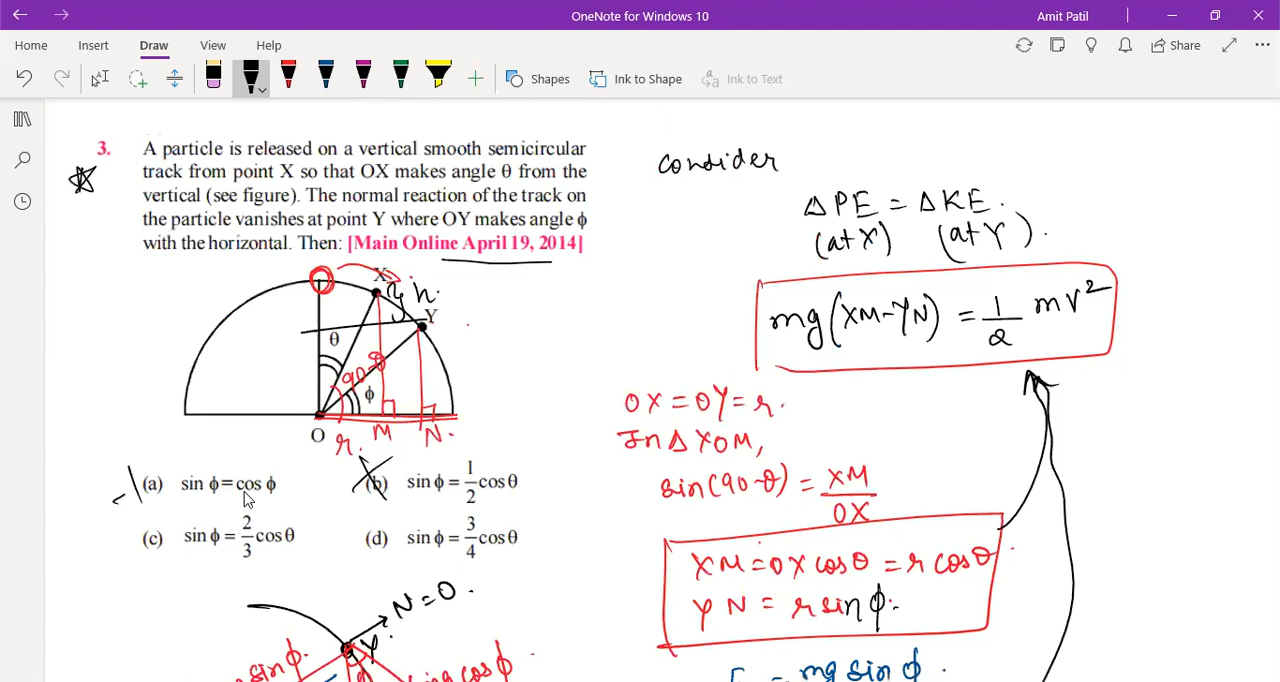 OneNote for Windows 10
Amit Patil
Home Insert Draw View Help
Share
Shapes
Ink to Shape
Ink to Text
3. A particle is released on a vertical smooth semicircular
track from point X so that OX makes angle θ from the
vertical (see figure). The normal reaction of the track on
the particle vanishes at point Y where OY makes angle ϕ
with the horizontal. Then: [Main Online April 19, 2014]
X
h.
Y
θ
90-θ
ϕ
O
r.
M
N.
(a) sin ϕ = cos ϕ
(b) sin ϕ = 1/2 cos θ
(c) sin ϕ = 2/3 cos θ
(d) sin ϕ = 3/4 cos θ
N=0.
Y.
sin ϕ.
cos ϕ
Consider
ΔPE = ΔKE.
(at X) (at Y).
mg(XM-YN) = 1/2 mv²
OX = OY = r.
In Δ XOM,
sin(90-θ) = XM/OX
XM = OX cos θ = r cos θ
YN = r sin ϕ.
mg sin ϕ.